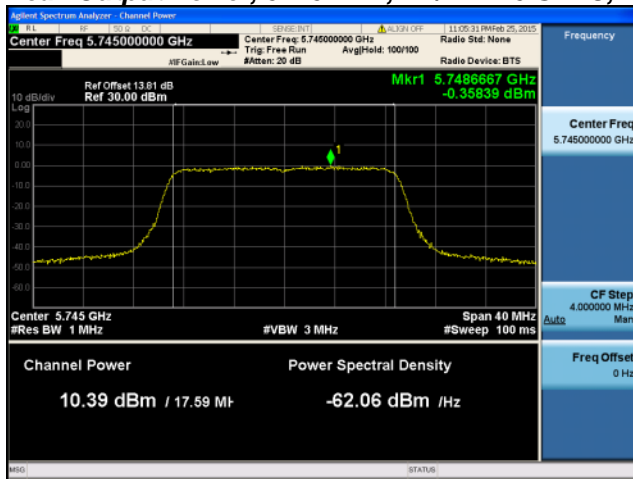 Agilent Spectrum Analyzer - Channel Power
RL RF 50 Ω DC SENSE:INT ALIGN OFF 11:05:31 PM Feb 25, 2015
Center Freq 5.745000000 GHz
Center Freq: 5.745000000 GHz
Radio Std: None
Trig: Free Run Avg|Hold: 100/100
#IFGain:Low #Atten: 20 dB Radio Device: BTS
Mkr1 5.7486667 GHz
-0.35839 dBm
Ref Offset 13.81 dB
10 dB/div Ref 30.00 dBm
Log
20.0
10.0
0.00
-10.0
-20.0
-30.0
-40.0
-50.0
-60.0
1
Center 5.745 GHz Span 40 MHz
#Res BW 1 MHz #VBW 3 MHz #Sweep 100 ms
Channel Power Power Spectral Density
10.39 dBm / 17.59 MH -62.06 dBm /Hz
MSG STATUS
Frequency
Center Freq
5.745000000 GHz
CF Step
4.000000 MHz
Auto Man
Freq Offset
0 Hz